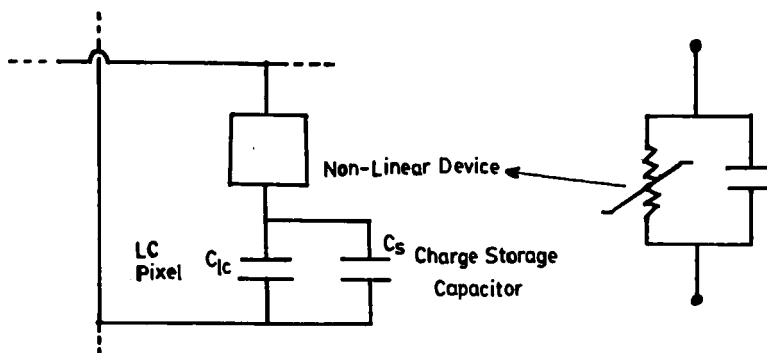 Non-Linear Device
LC
Pixel
Clc
Cs
Charge Storage
Capacitor